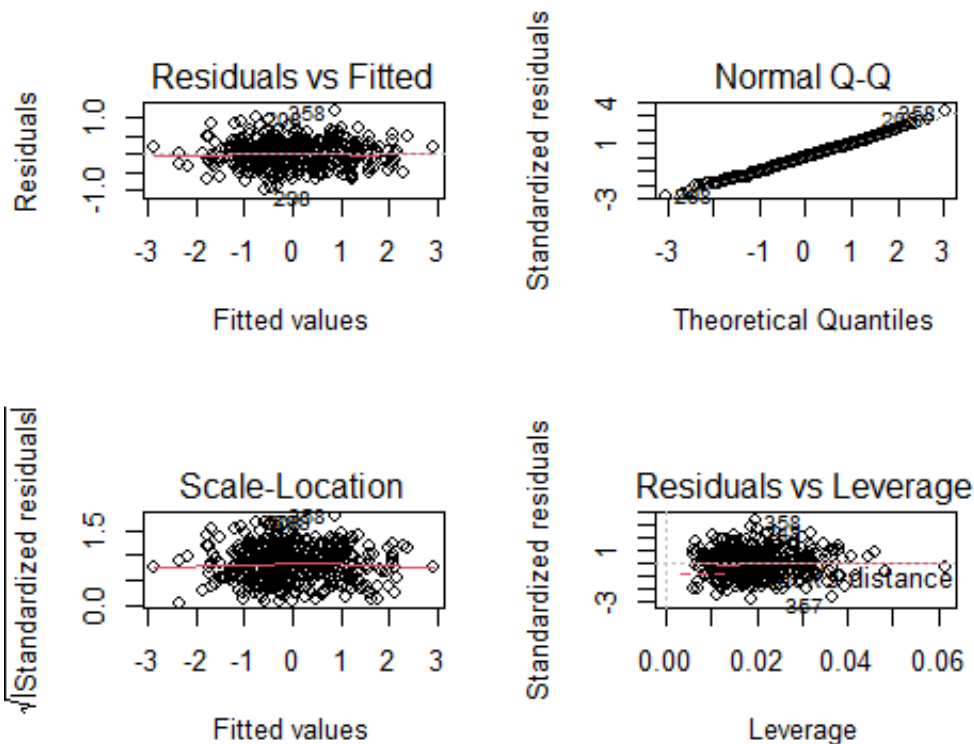 Residuals vs Fitted
Residuals
1.0
-1.0
358
-3 -2 -1 0 1 2 3
Fitted values
Normal Q-Q
Standardized residuals
4
1
-3
358
-3 -2 -1 0 1 2 3
Theoretical Quantiles
Scale-Location
√|Standardized residuals|
1.5
0.0
358
-3 -2 -1 0 1 2 3
Fitted values
Residuals vs Leverage
Standardized residuals
1
-3
358
distance
367
0.00 0.02 0.04 0.06
Leverage